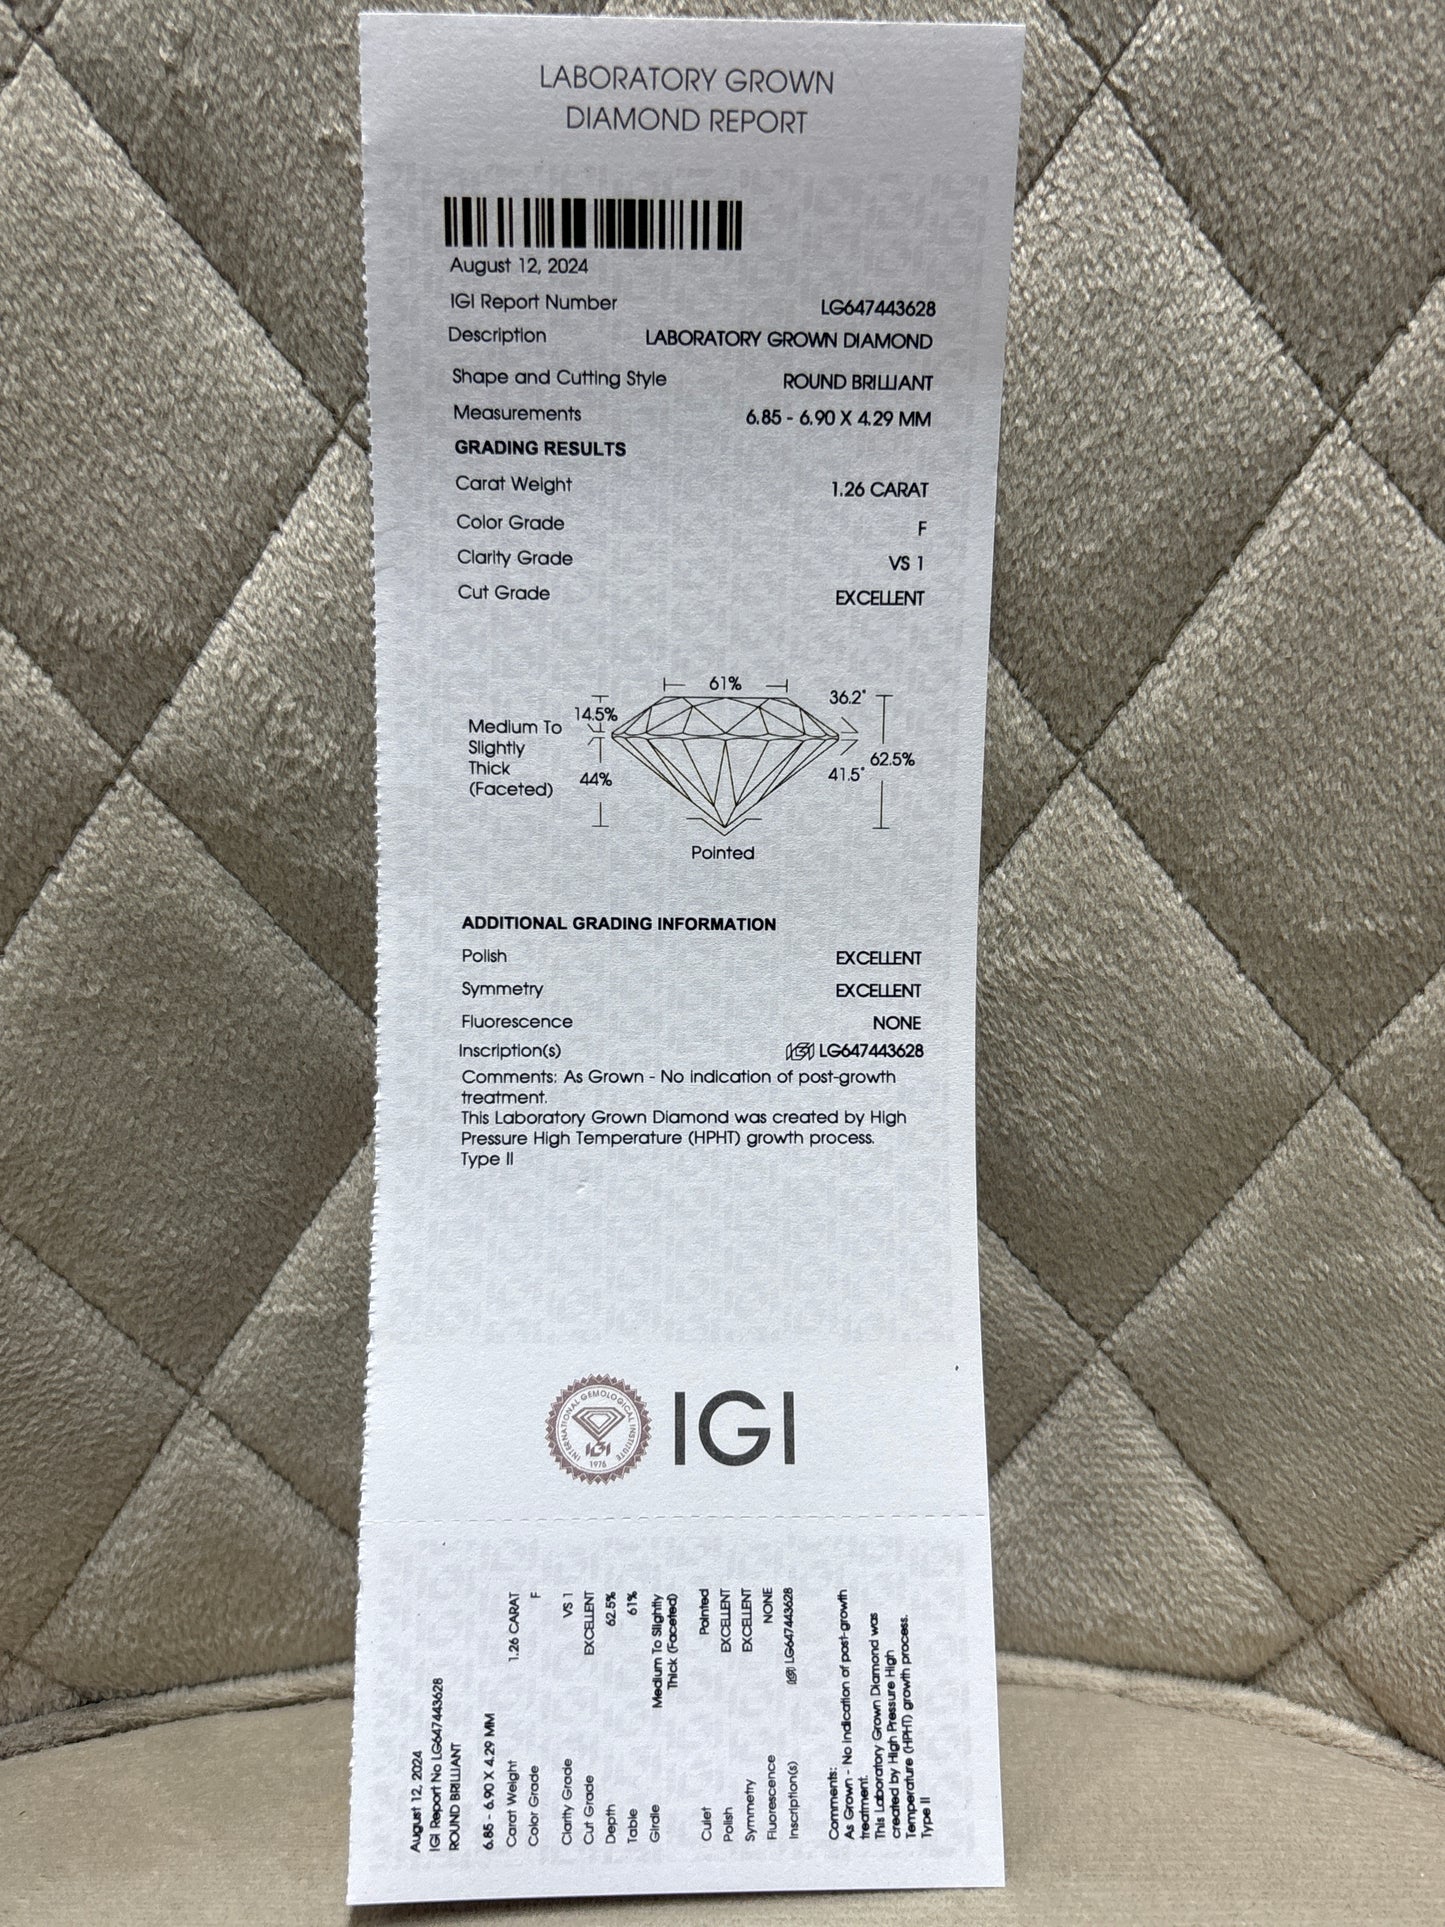 LABORATORY GROWN
DIAMOND REPORT
August 12, 2024
IGI Report Number LG647443628
Description LABORATORY GROWN DIAMOND
Shape and Cutting Style ROUND BRILLIANT
Measurements 6.85 - 6.90 X 4.29 MM
GRADING RESULTS
Carat Weight 1.26 CARAT
Color Grade F
Clarity Grade VS 1
Cut Grade EXCELLENT
61%
36.2°
14.5%
Medium To
Slightly
Thick
(Faceted)
44%
62.5%
41.5°
Pointed
ADDITIONAL GRADING INFORMATION
Polish EXCELLENT
Symmetry EXCELLENT
Fluorescence NONE
Inscription(s) IGI LG647443628
Comments: As Grown - No indication of post-growth
treatment.
This Laboratory Grown Diamond was created by High
Pressure High Temperature (HPHT) growth process.
Type II
INTERNATIONAL GEMOLOGICAL INSTITUTE
IGI
1976
IGI
August 12, 2024
IGI Report No LG647443628
ROUND BRILLIANT
6.85 - 6.90 X 4.29 MM
Carat Weight 1.26 CARAT
Color Grade F
Clarity Grade VS 1
Cut Grade EXCELLENT
Depth 62.5%
Table 61%
Girdle Medium To Slightly
Thick (Faceted)
Culet Pointed
Polish EXCELLENT
Symmetry EXCELLENT
Fluorescence NONE
Inscription(s) IGI LG647443628
Comments:
As Grown - No indication of post-growth
treatment.
This Laboratory Grown Diamond was
created by High Pressure High
Temperature (HPHT) growth process.
Type II